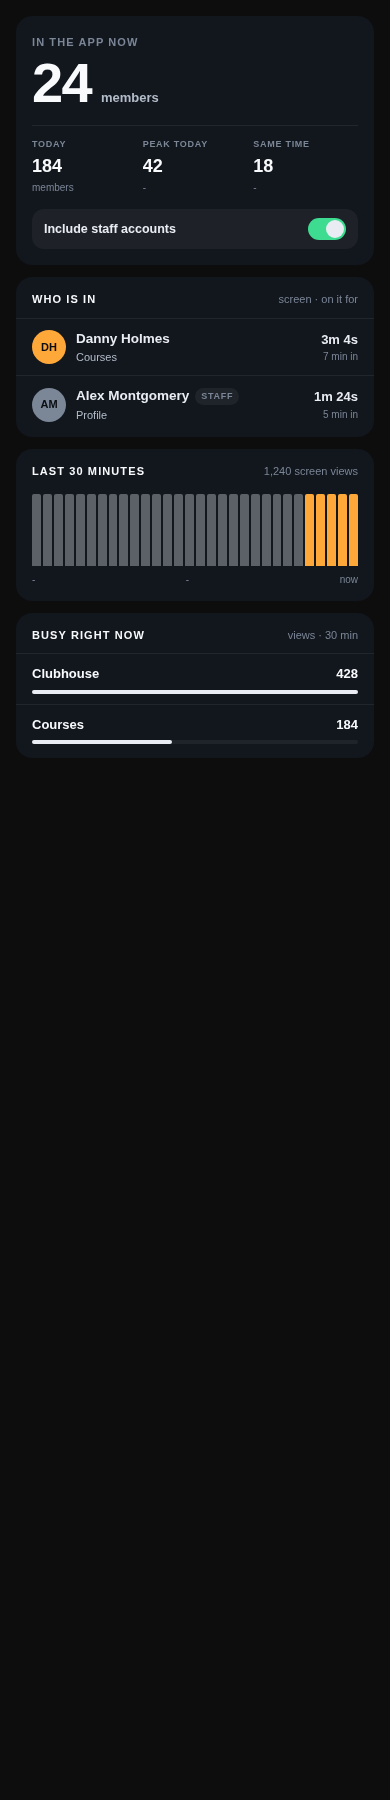 IN THE APP NOW
24 members
TODAY PEAK TODAY SAME TIME
184 42 18
members - -
Include staff accounts
WHO IS IN screen · on it for
DH Danny Holmes 3m 4s
Courses 7 min in
AM Alex Montgomery STAFF 1m 24s
Profile 5 min in
LAST 30 MINUTES 1,240 screen views
- - now
BUSY RIGHT NOW views · 30 min
Clubhouse 428
Courses 184